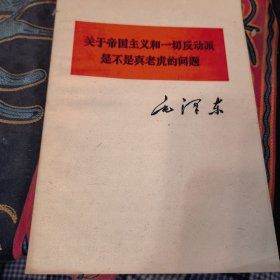 关于帝国主义和一切反动派
是不是真老虎的问题
毛泽东